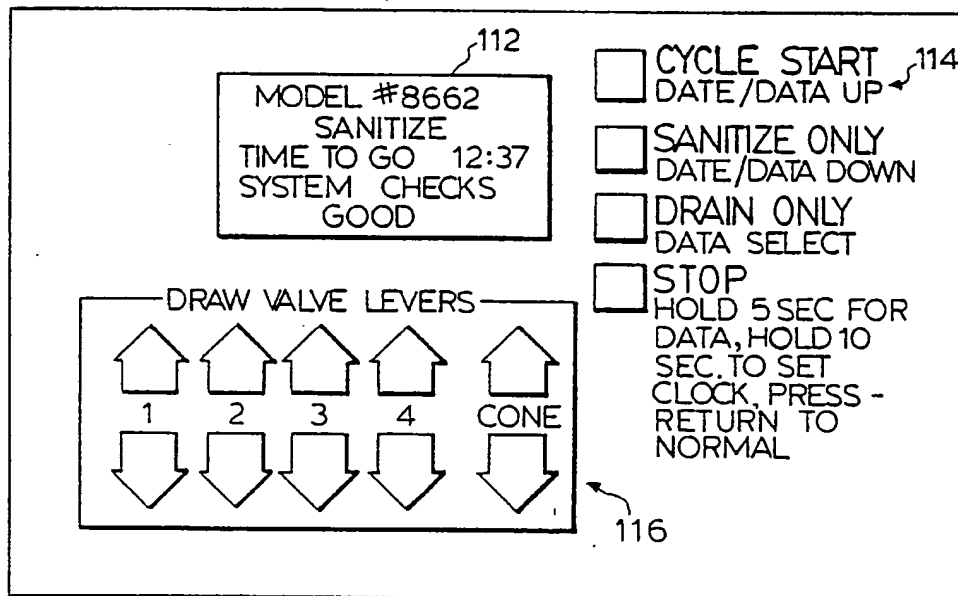 112
MODEL #8662
SANITIZE
TIME TO GO 12:37
SYSTEM CHECKS
GOOD
CYCLE START
DATE/DATA UP
114
SANITIZE ONLY
DATE/DATA DOWN
DRAIN ONLY
DATA SELECT
STOP
HOLD 5 SEC FOR
DATA, HOLD 10
SEC. TO SET
CLOCK, PRESS -
RETURN TO
NORMAL
DRAW VALVE LEVERS
1 2 3 4 CONE
116